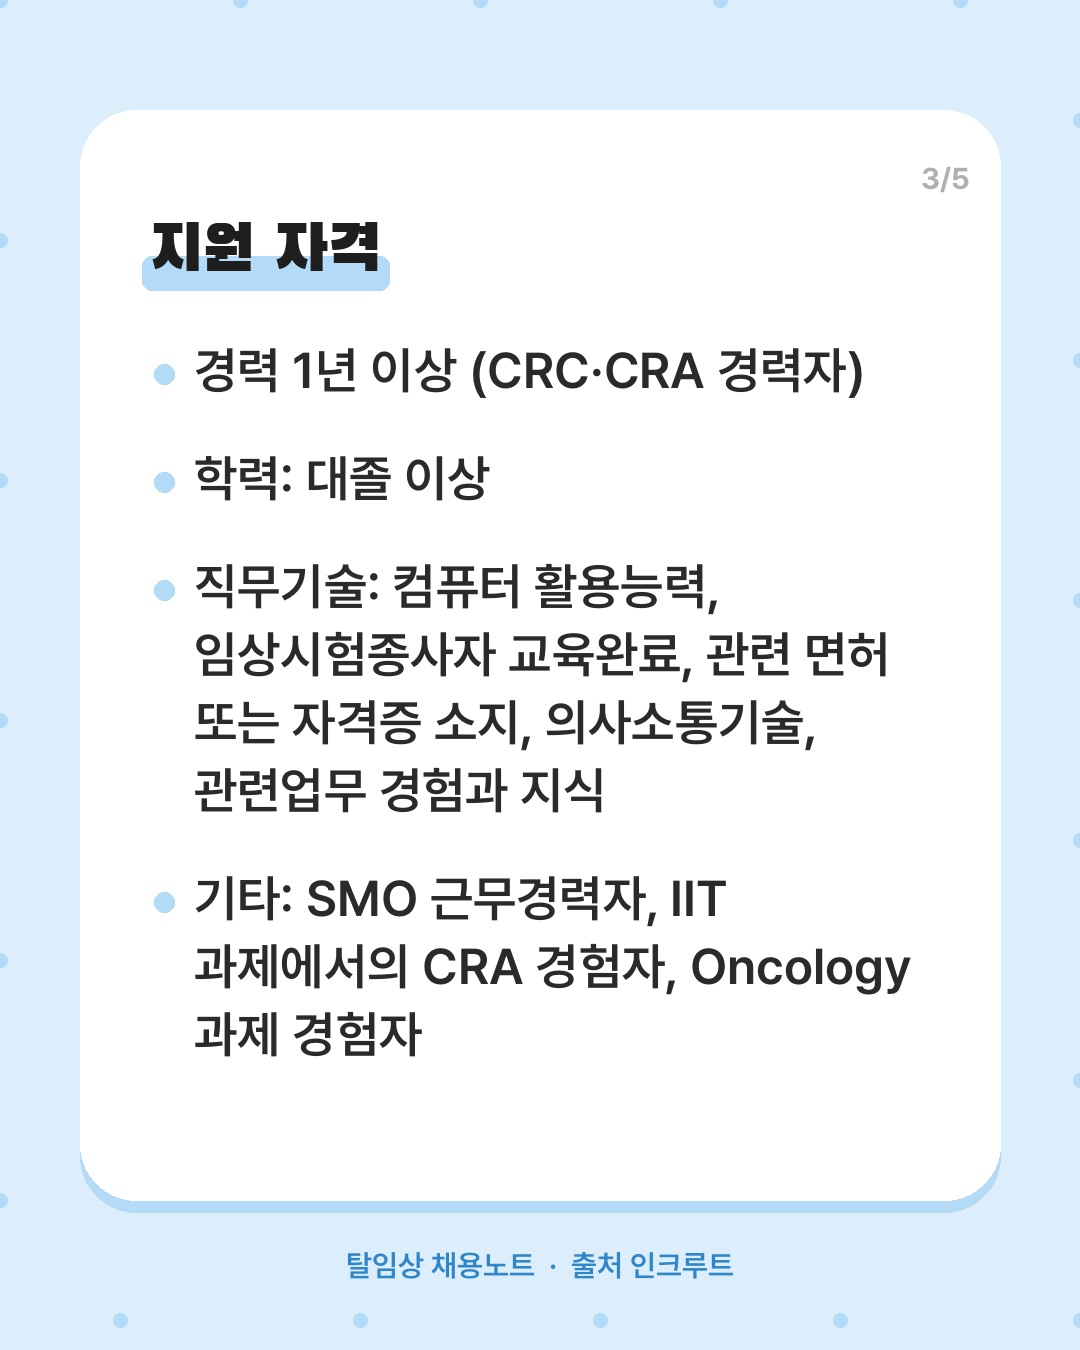 3/5
지원 자격
경력 1년 이상 (CRC·CRA 경력자)
학력: 대졸 이상
직무기술: 컴퓨터 활용능력,
임상시험종사자 교육완료, 관련 면허
또는 자격증 소지, 의사소통기술,
관련업무 경험과 지식
기타: SMO 근무경력자, IIT
과제에서의 CRA 경험자, Oncology
과제 경험자
탈임상 채용노트 · 출처 인크루트